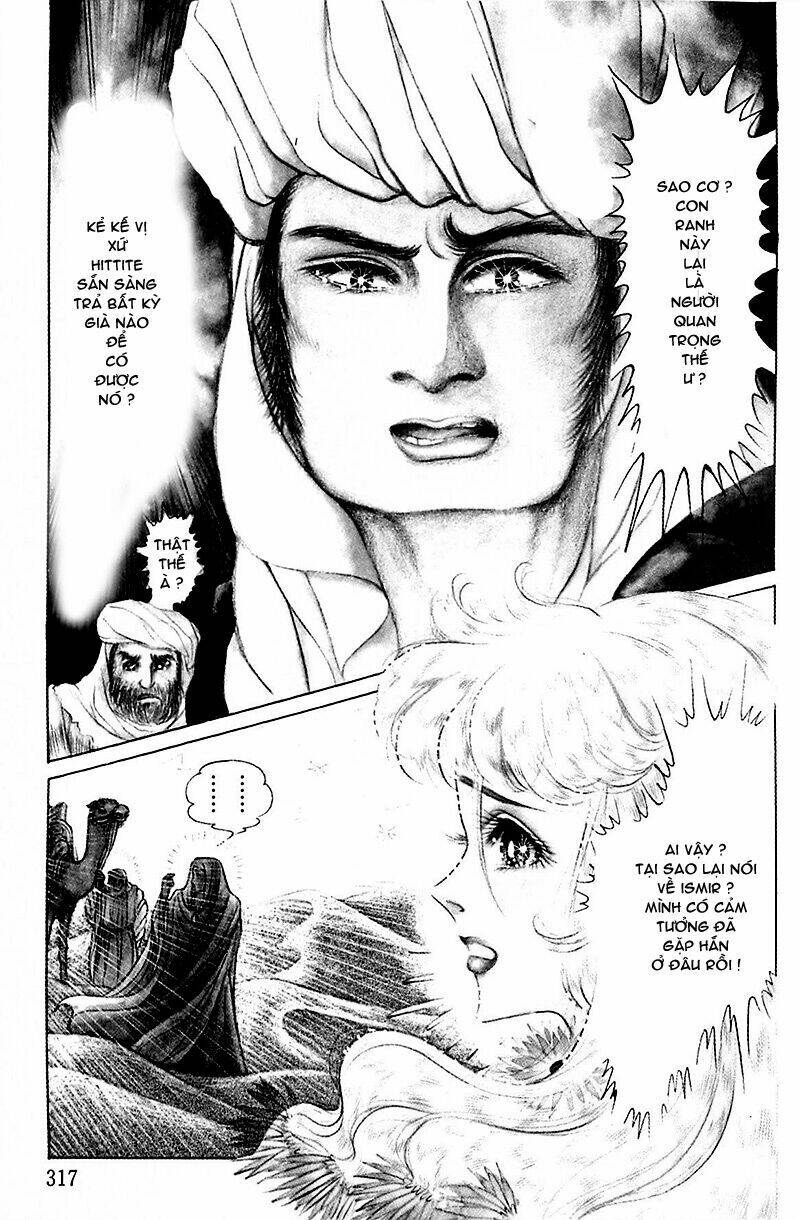 SAO CƠ ?
CON
RANH
NÀY
LẠI
LÀ
NGƯỜI
QUAN
TRỌNG
THẾ
Ư ?
KẺ KẾ VỊ
XỨ
HITTITE
SẴN SÀNG
TRẢ BẤT KỲ
GIÁ NÀO
ĐỂ
CÓ
ĐƯỢC
NÓ ?
THẬT
THẾ
À ?
AI VẬY ?
TẠI SAO LẠI NÓI
VỀ ISMIR ?
MÌNH CÓ CẢM
TƯỞNG ĐÃ
GẶP HẮN
Ở ĐÂU RỒI !
317